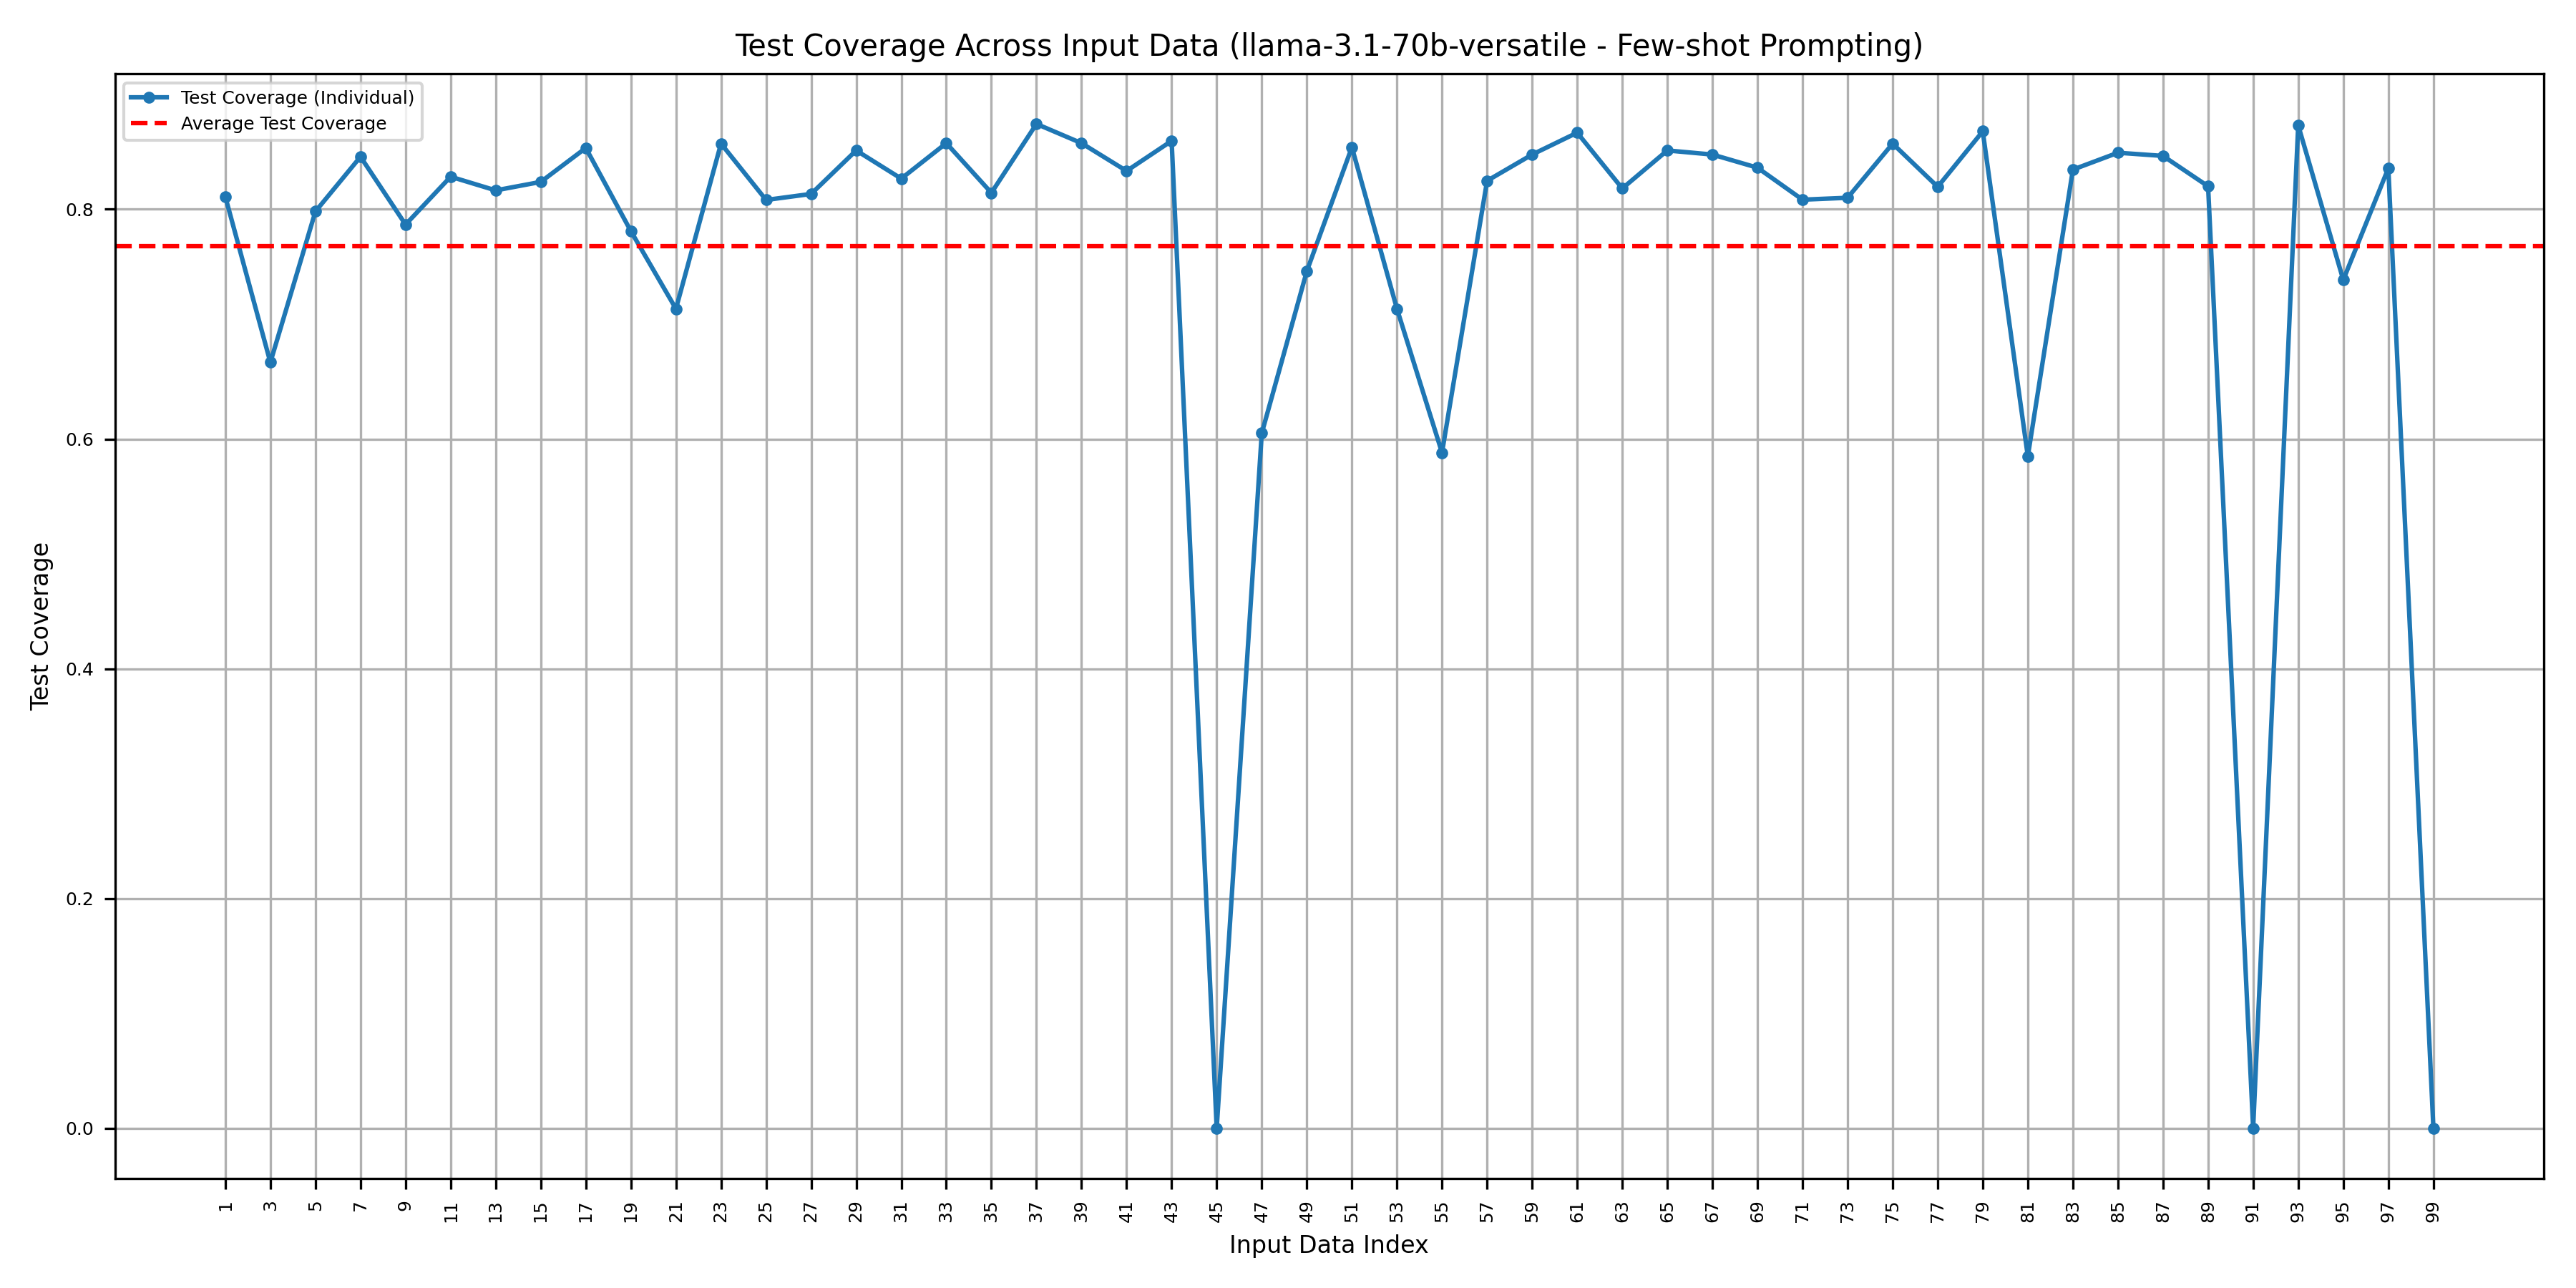 Test Coverage Across Input Data (llama-3.1-70b-versatile - Few-shot Prompting)
Test Coverage (Individual)
Average Test Coverage
Test Coverage
0.8
0.6
0.4
0.2
0.0
1 3 5 7 9 11 13 15 17 19 21 23 25 27 29 31 33 35 37 39 41 43 45 47 49 51 53 55 57 59 61 63 65 67 69 71 73 75 77 79 81 83 85 87 89 91 93 95 97 99
Input Data Index